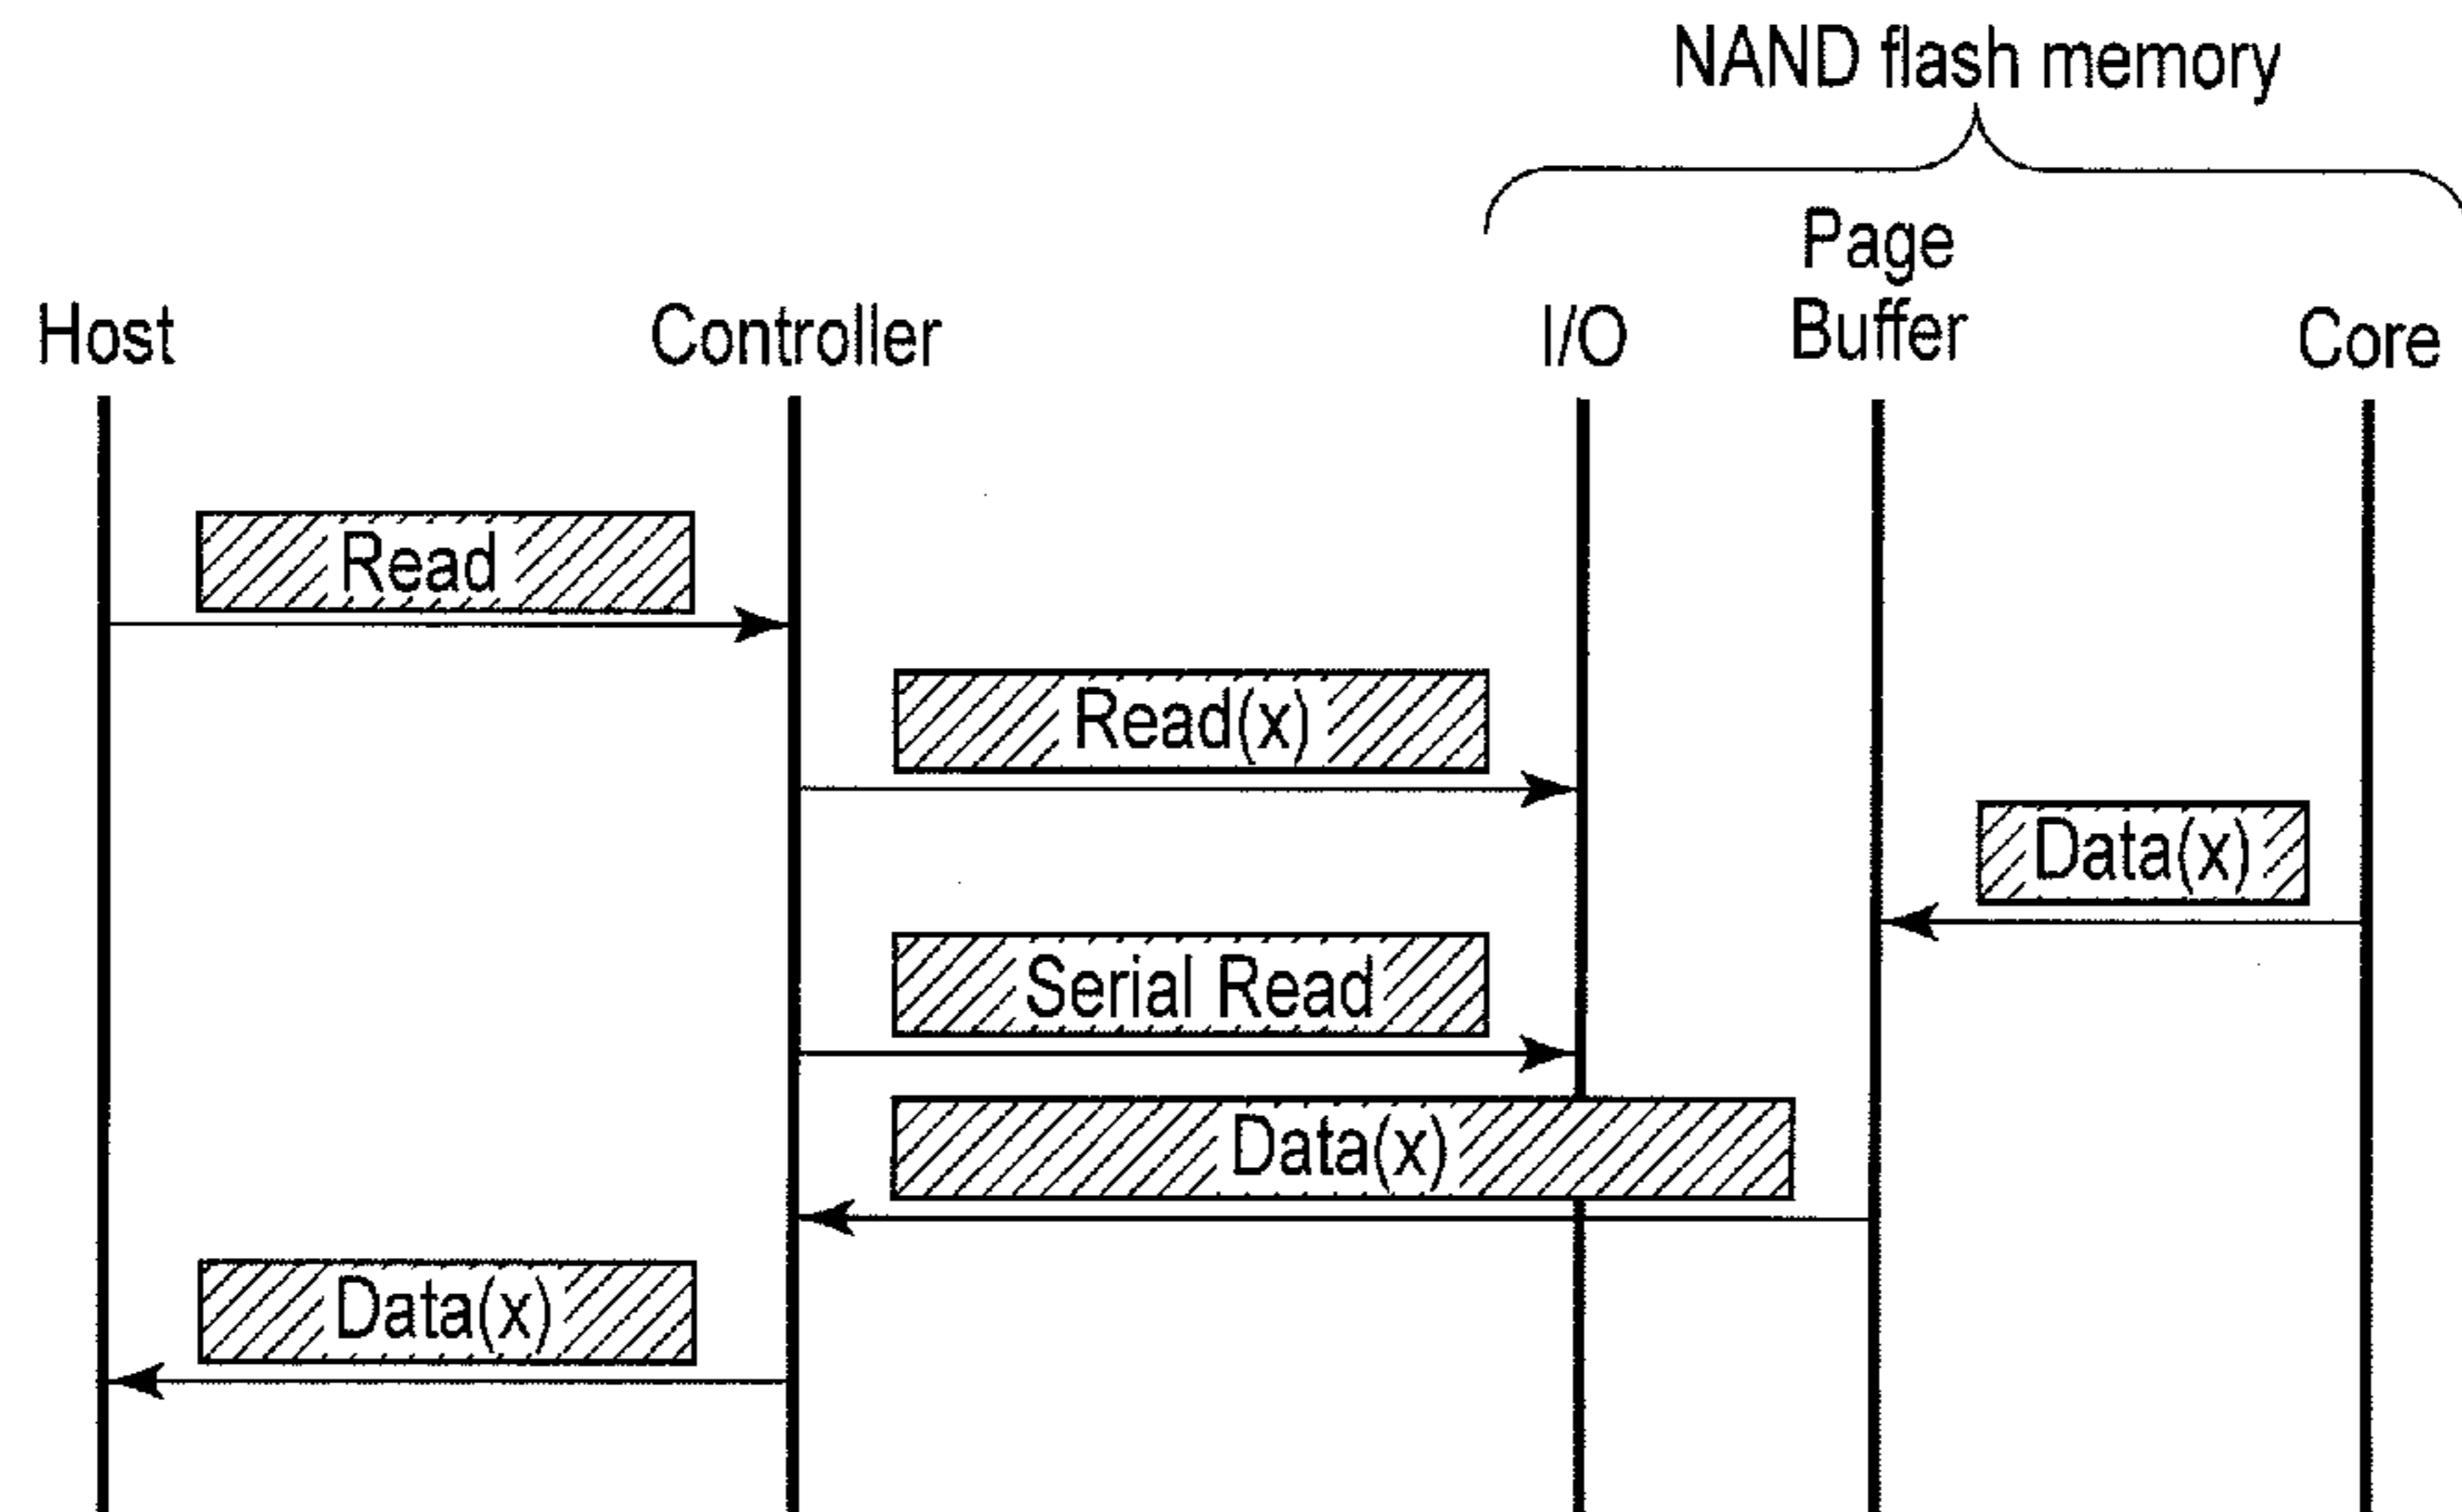 NAND flash memory
Page
Host Controller I/O Buffer Core
Read
Read(x)
Data(x)
Serial Read
Data(x)
Data(x)